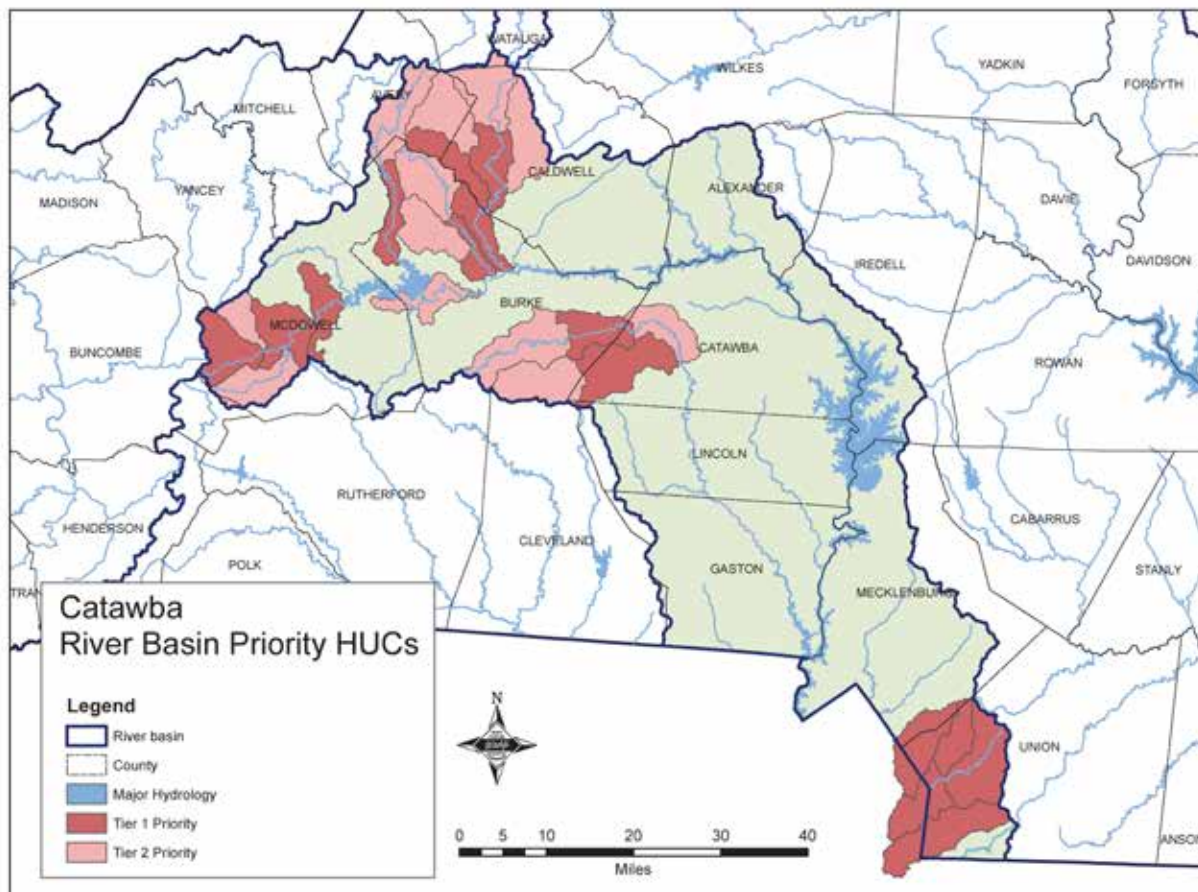 WATAUGA
WILKES
YADKIN
FORSYTH
AVERY
MITCHELL
CALDWELL
ALEXANDER
YANCEY
MADISON
DAVIE
IREDELL
DAVIDSON
BURKE
MCDOWELL
CATAWBA
BUNCOMBE
ROWAN
LINCOLN
RUTHERFORD
CABARRUS
HENDERSON
CLEVELAND
POLK
GASTON
STANLY
TRAN
MECKLENBURG
Catawba
River Basin Priority HUCs
Legend
River basin
County
Major Hydrology
Tier 1 Priority
Tier 2 Priority
N
UNION
ANSO
0 5 10 20 30 40
Miles